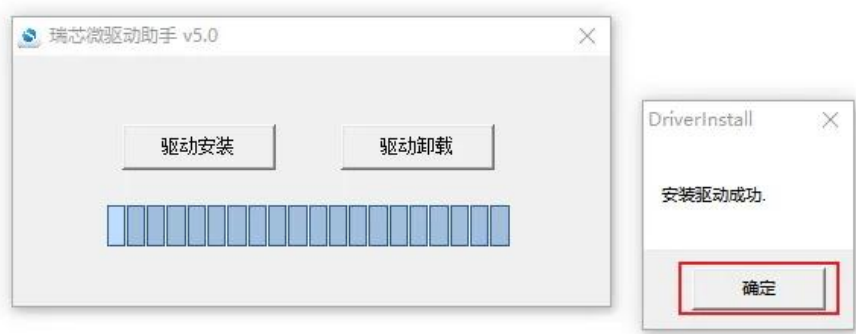 瑞芯微驱动助手 v5.0
驱动安装
驱动卸载
DriverInstall
安装驱动成功.
确定